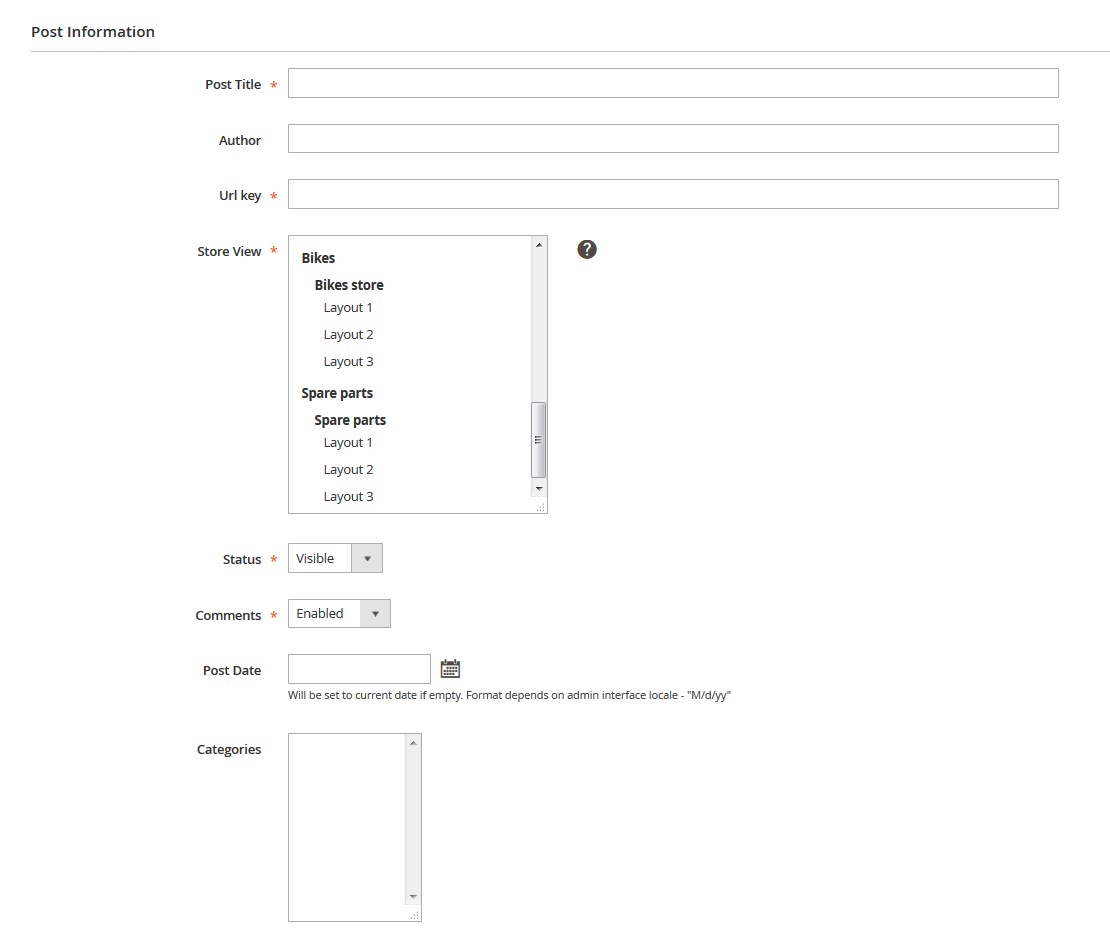 Post Information
Post Title *
Author
Url key *
Store View *
Bikes
Bikes store
Layout 1
Layout 2
Layout 3
Spare parts
Spare parts
Layout 1
Layout 2
Layout 3
?
Status * Visible
Comments * Enabled
Post Date
Will be set to current date if empty. Format depends on admin interface locale - "M/d/yy"
Categories